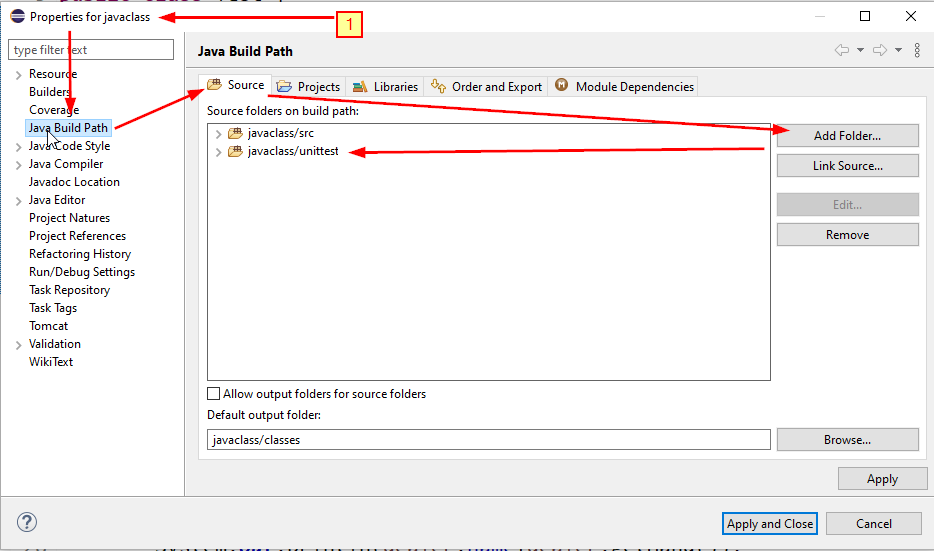 Properties for javaclass
1
type filter text
Resource
Builders
Coverage
Java Build Path
Java Code Style
Java Compiler
Javadoc Location
Java Editor
Project Natures
Project References
Refactoring History
Run/Debug Settings
Task Repository
Task Tags
Tomcat
Validation
WikiText
Java Build Path
Source Projects Libraries Order and Export Module Dependencies
Source folders on build path:
javaclass/src
javaclass/unittest
Add Folder...
Link Source...
Edit...
Remove
Allow output folders for source folders
Default output folder:
javaclass/classes
Browse...
Apply
? Apply and Close Cancel